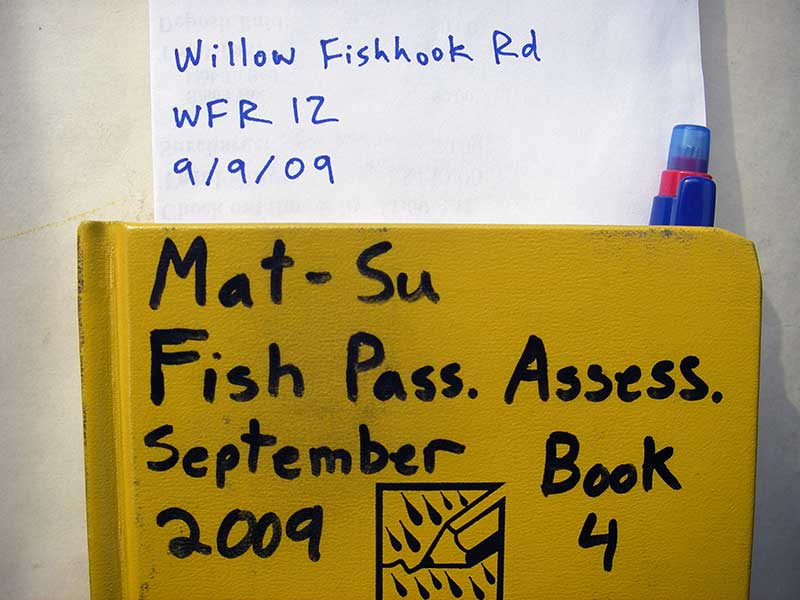 Willow Fishhook Rd
WFR 12
9/9/09
Mat-Su
Fish Pass. Assess.
September
2009
Book
4